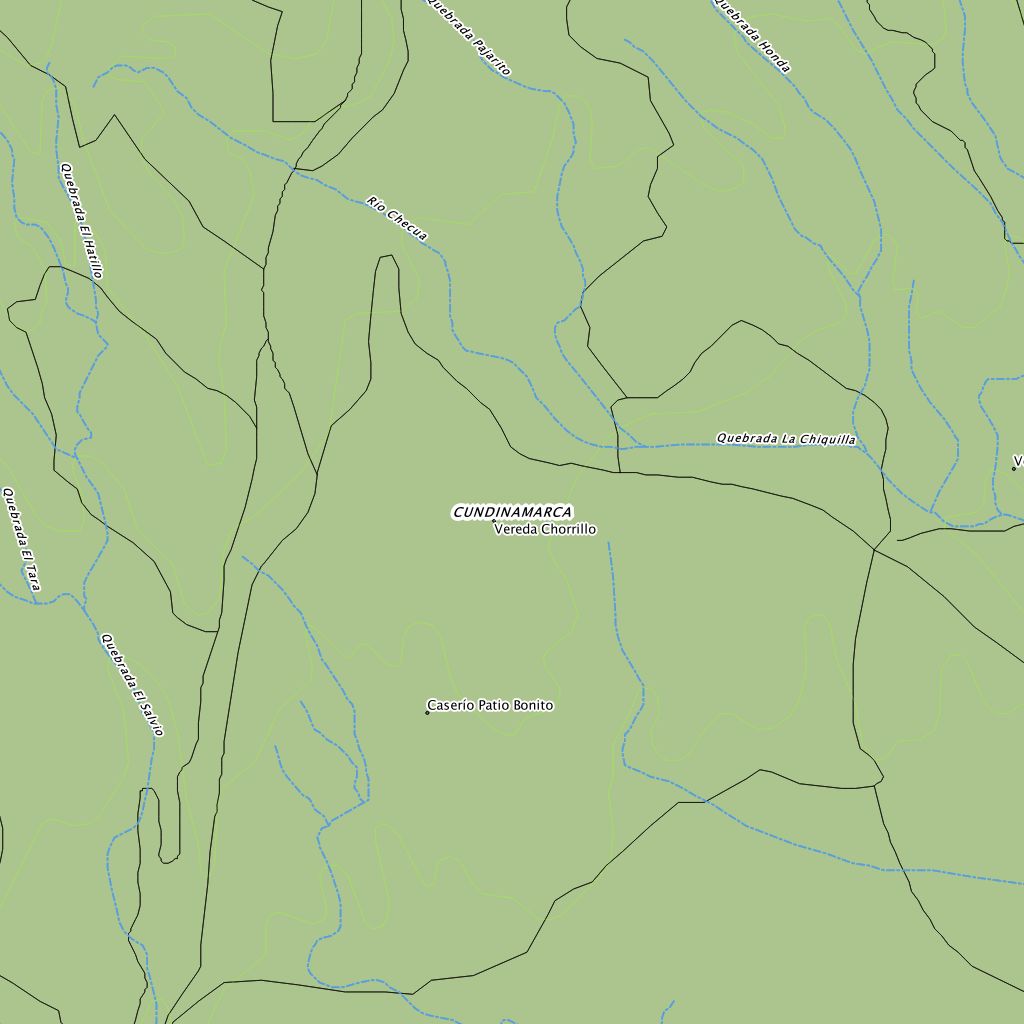 Quebrada Pajarito
Quebrada Honda
Quebrada El Hatillo
Río Checua
Quebrada La Chiquilla
Quebrada El Tara
CUNDINAMARCA
Vereda Chorrillo
Quebrada El Salvio
Caserío Patio Bonito